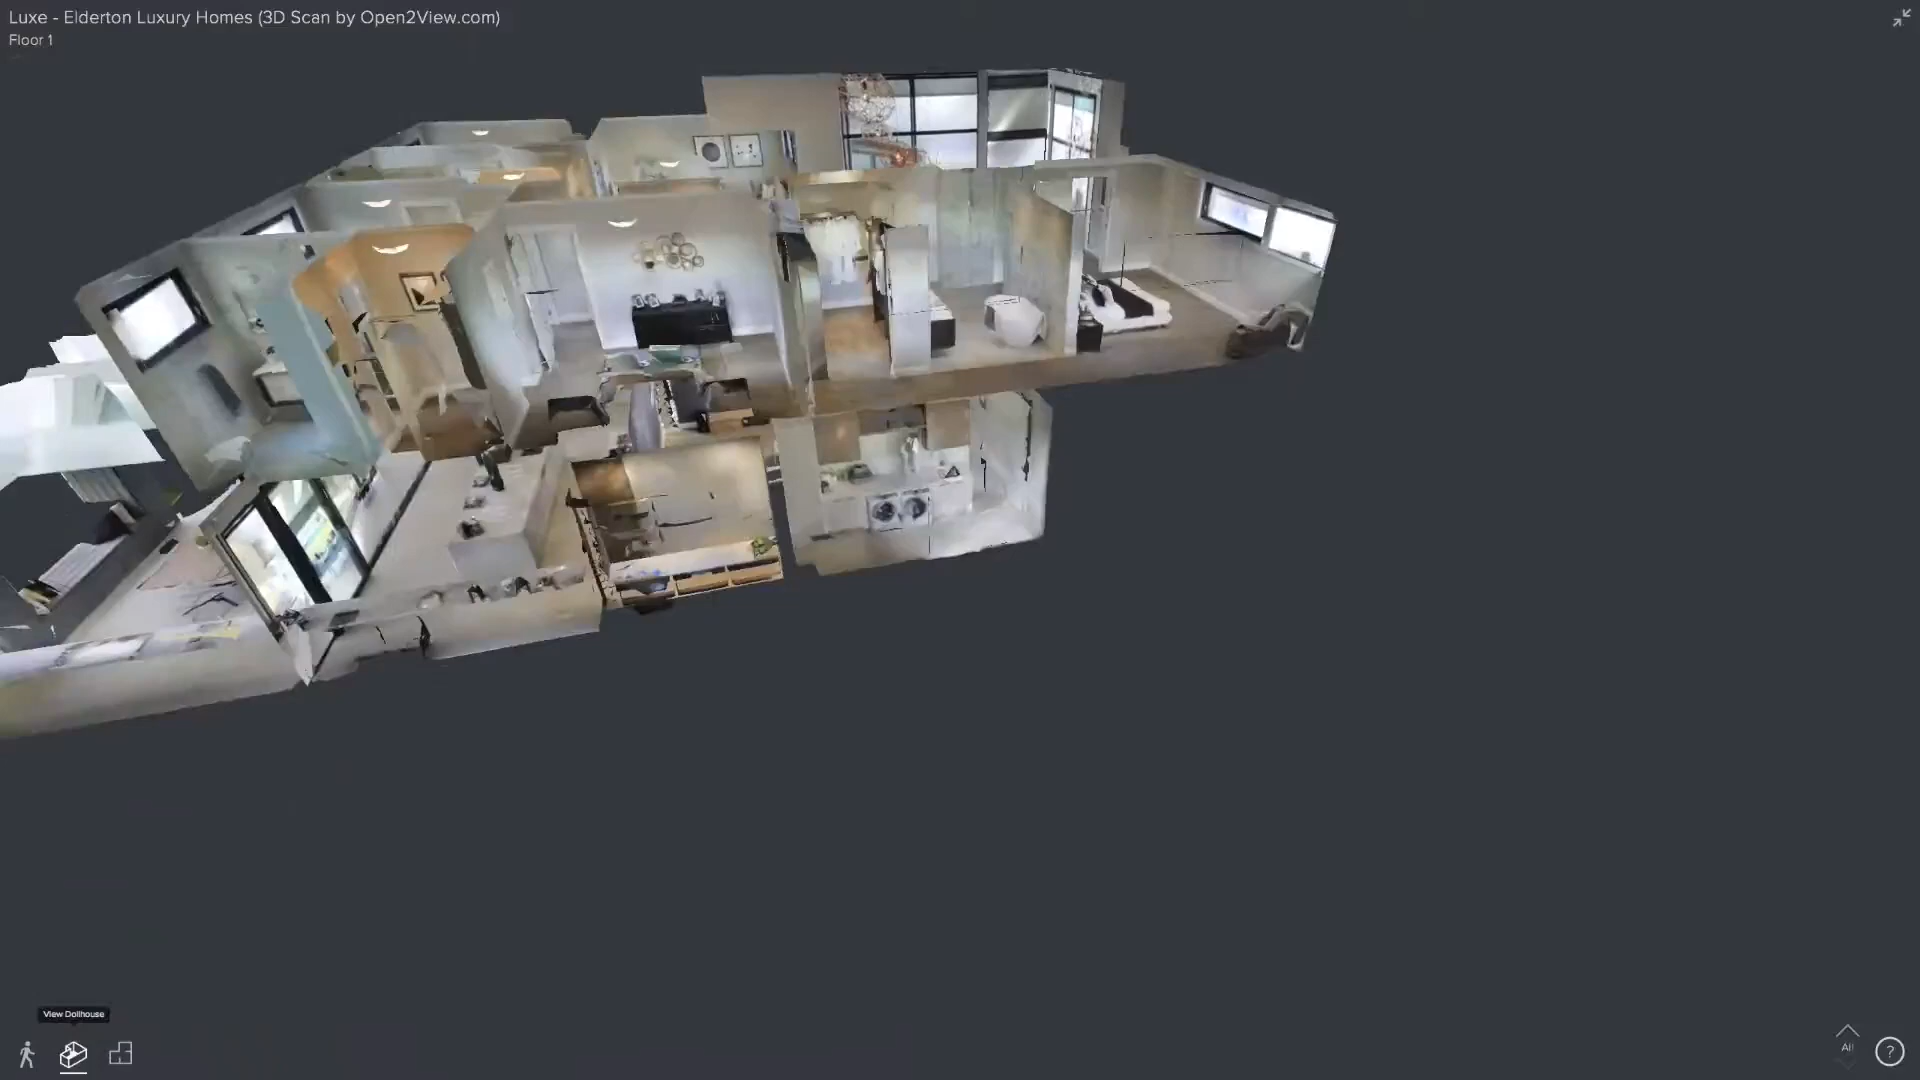 Luxe - Elderton Luxury Homes (3D Scan by Open2View.com)
Floor 1
View Dollhouse
All
?